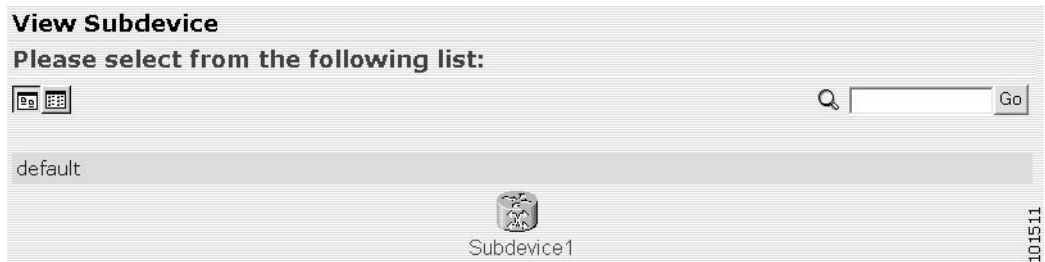 View Subdevice
Please select from the following list:
Go
default
Subdevice1
101511